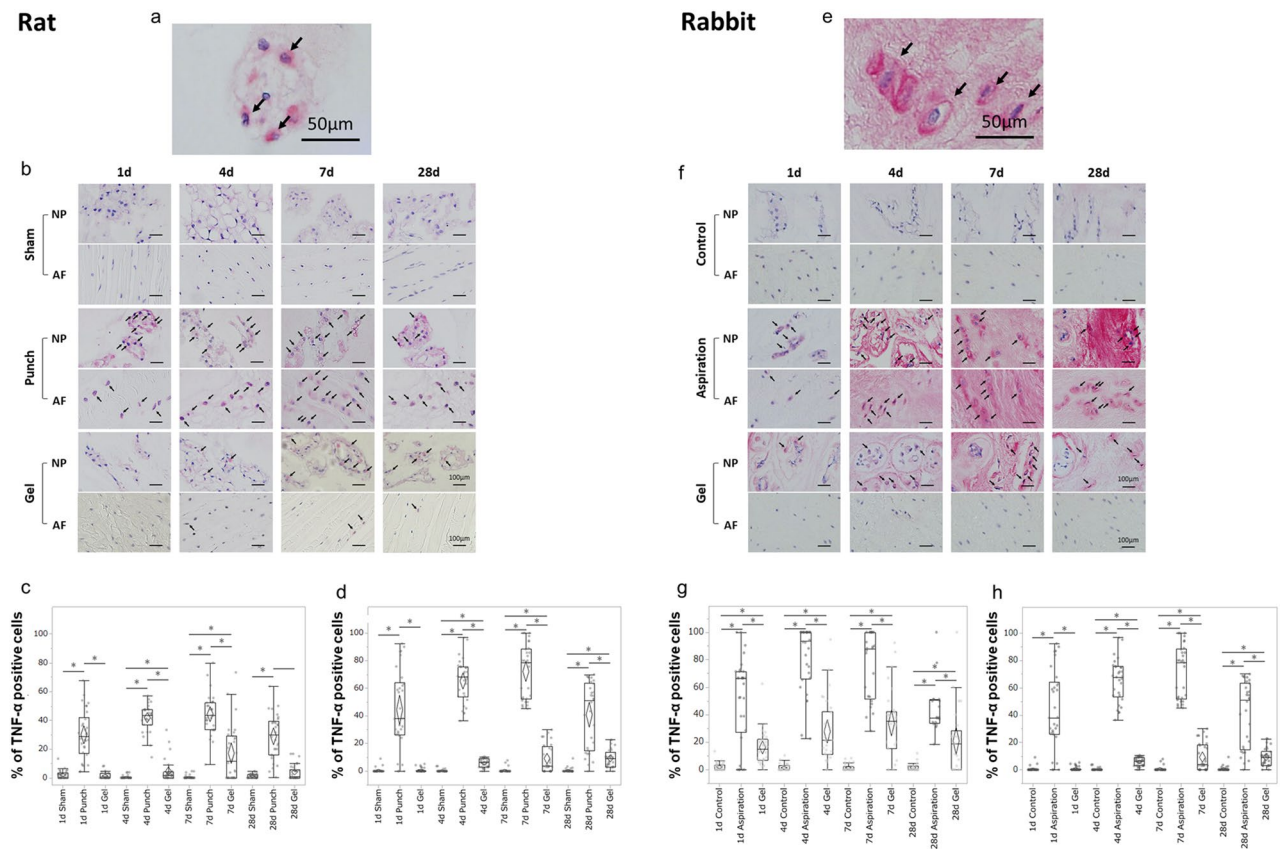 Rat
a
50µm
b
1d 4d 7d 28d
Sham
NP
AF
Punch
NP
AF
Gel
NP
100µm
AF
100µm
c
% of TNF-α positive cells
100
80
60
40
20
0
* * * * * * * * *
1d Sham
1d Punch
1d Gel
4d Sham
4d Punch
4d Gel
7d Sham
7d Punch
7d Gel
28d Sham
28d Punch
28d Gel
d
% of TNF-α positive cells
100
80
60
40
20
0
* * * * * * * * * * *
1d Sham
1d Punch
1d Gel
4d Sham
4d Punch
4d Gel
7d Sham
7d Punch
7d Gel
28d Sham
28d Punch
28d Gel
Rabbit
e
50µm
f
1d 4d 7d 28d
Control
NP
AF
Aspiration
NP
AF
Gel
NP
100µm
AF
100µm
g
% of TNF-α positive cells
100
80
60
40
20
0
* * * * * * * * * * * *
1d Control
1d Aspiration
1d Gel
4d Control
4d Aspiration
4d Gel
7d Control
7d Aspiration
7d Gel
28d Control
28d Aspiration
28d Gel
h
% of TNF-α positive cells
100
80
60
40
20
0
* * * * * * * * * * *
1d Control
1d Aspiration
1d Gel
4d Control
4d Aspiration
4d Gel
7d Control
7d Aspiration
7d Gel
28d Control
28d Aspiration
28d Gel